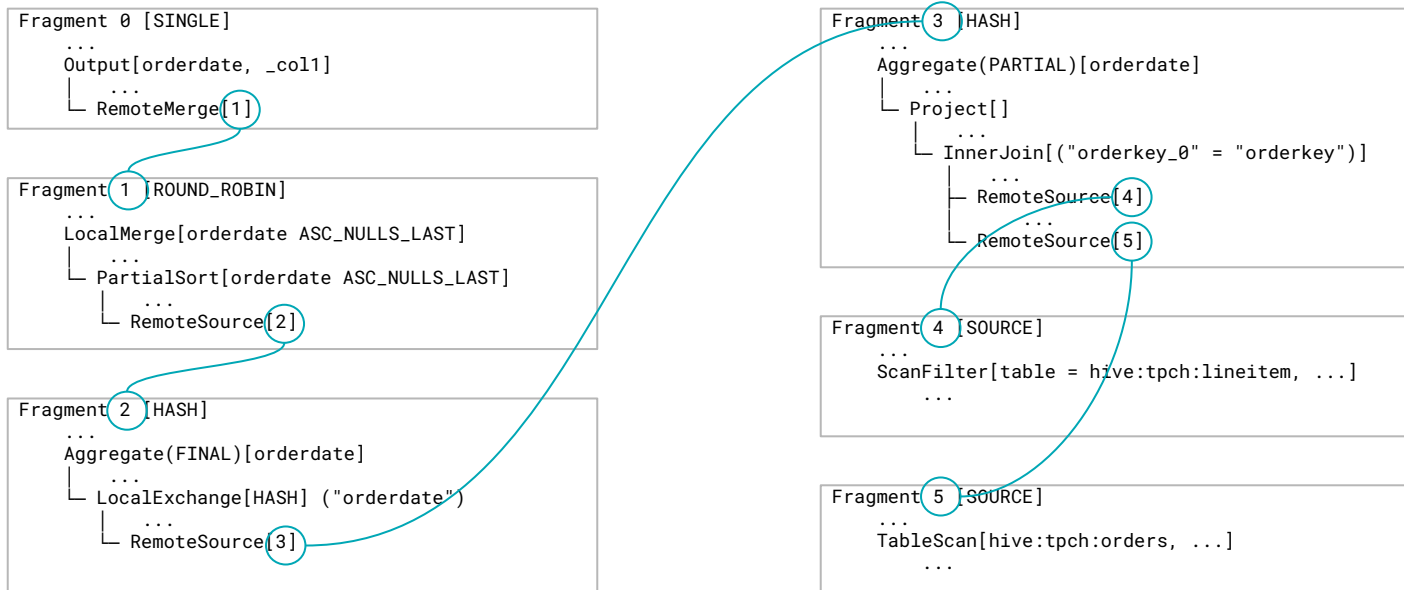 Fragment 0 [SINGLE]
...
Output[orderdate, _col1]
│ ...
└─ RemoteMerge[1]
Fragment 1 [ROUND_ROBIN]
...
LocalMerge[orderdate ASC_NULLS_LAST]
│ ...
└─ PartialSort[orderdate ASC_NULLS_LAST]
│ ...
└─ RemoteSource[2]
Fragment 2 [HASH]
...
Aggregate(FINAL)[orderdate]
│ ...
└─ LocalExchange[HASH] ("orderdate")
│ ...
└─ RemoteSource[3]
Fragment 3 [HASH]
...
Aggregate(PARTIAL)[orderdate]
│ ...
└─ Project[]
│ ...
└─ InnerJoin[("orderkey_0" = "orderkey")]
│ ...
├─ RemoteSource[4]
│ ...
└─ RemoteSource[5]
Fragment 4 [SOURCE]
...
ScanFilter[table = hive:tpch:lineitem, ...]
...
Fragment 5 [SOURCE]
...
TableScan[hive:tpch:orders, ...]
...